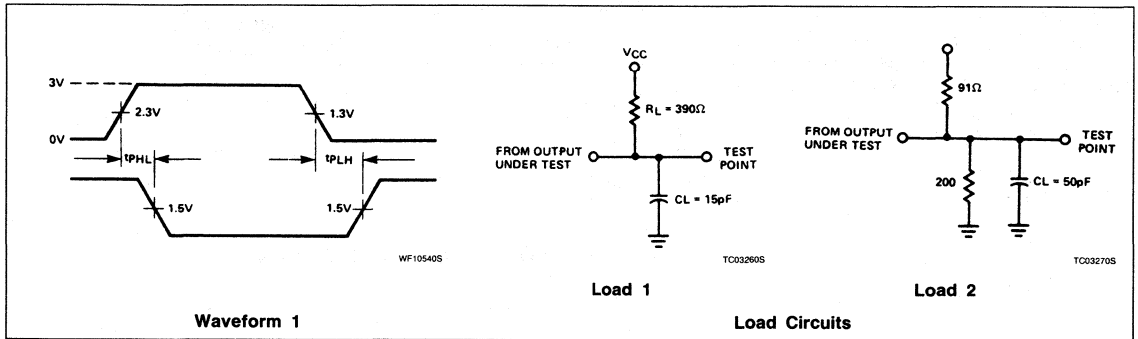 3V
2.3V
1.3V
0V
tPHL
tPLH
1.5V
1.5V
WF10540S
Waveform 1
VCC
RL = 390Ω
FROM OUTPUT
UNDER TEST
TEST
POINT
CL = 15pF
TC03260S
Load 1
91Ω
FROM OUTPUT
UNDER TEST
TEST
POINT
200
CL = 50pF
TC03270S
Load 2
Load Circuits